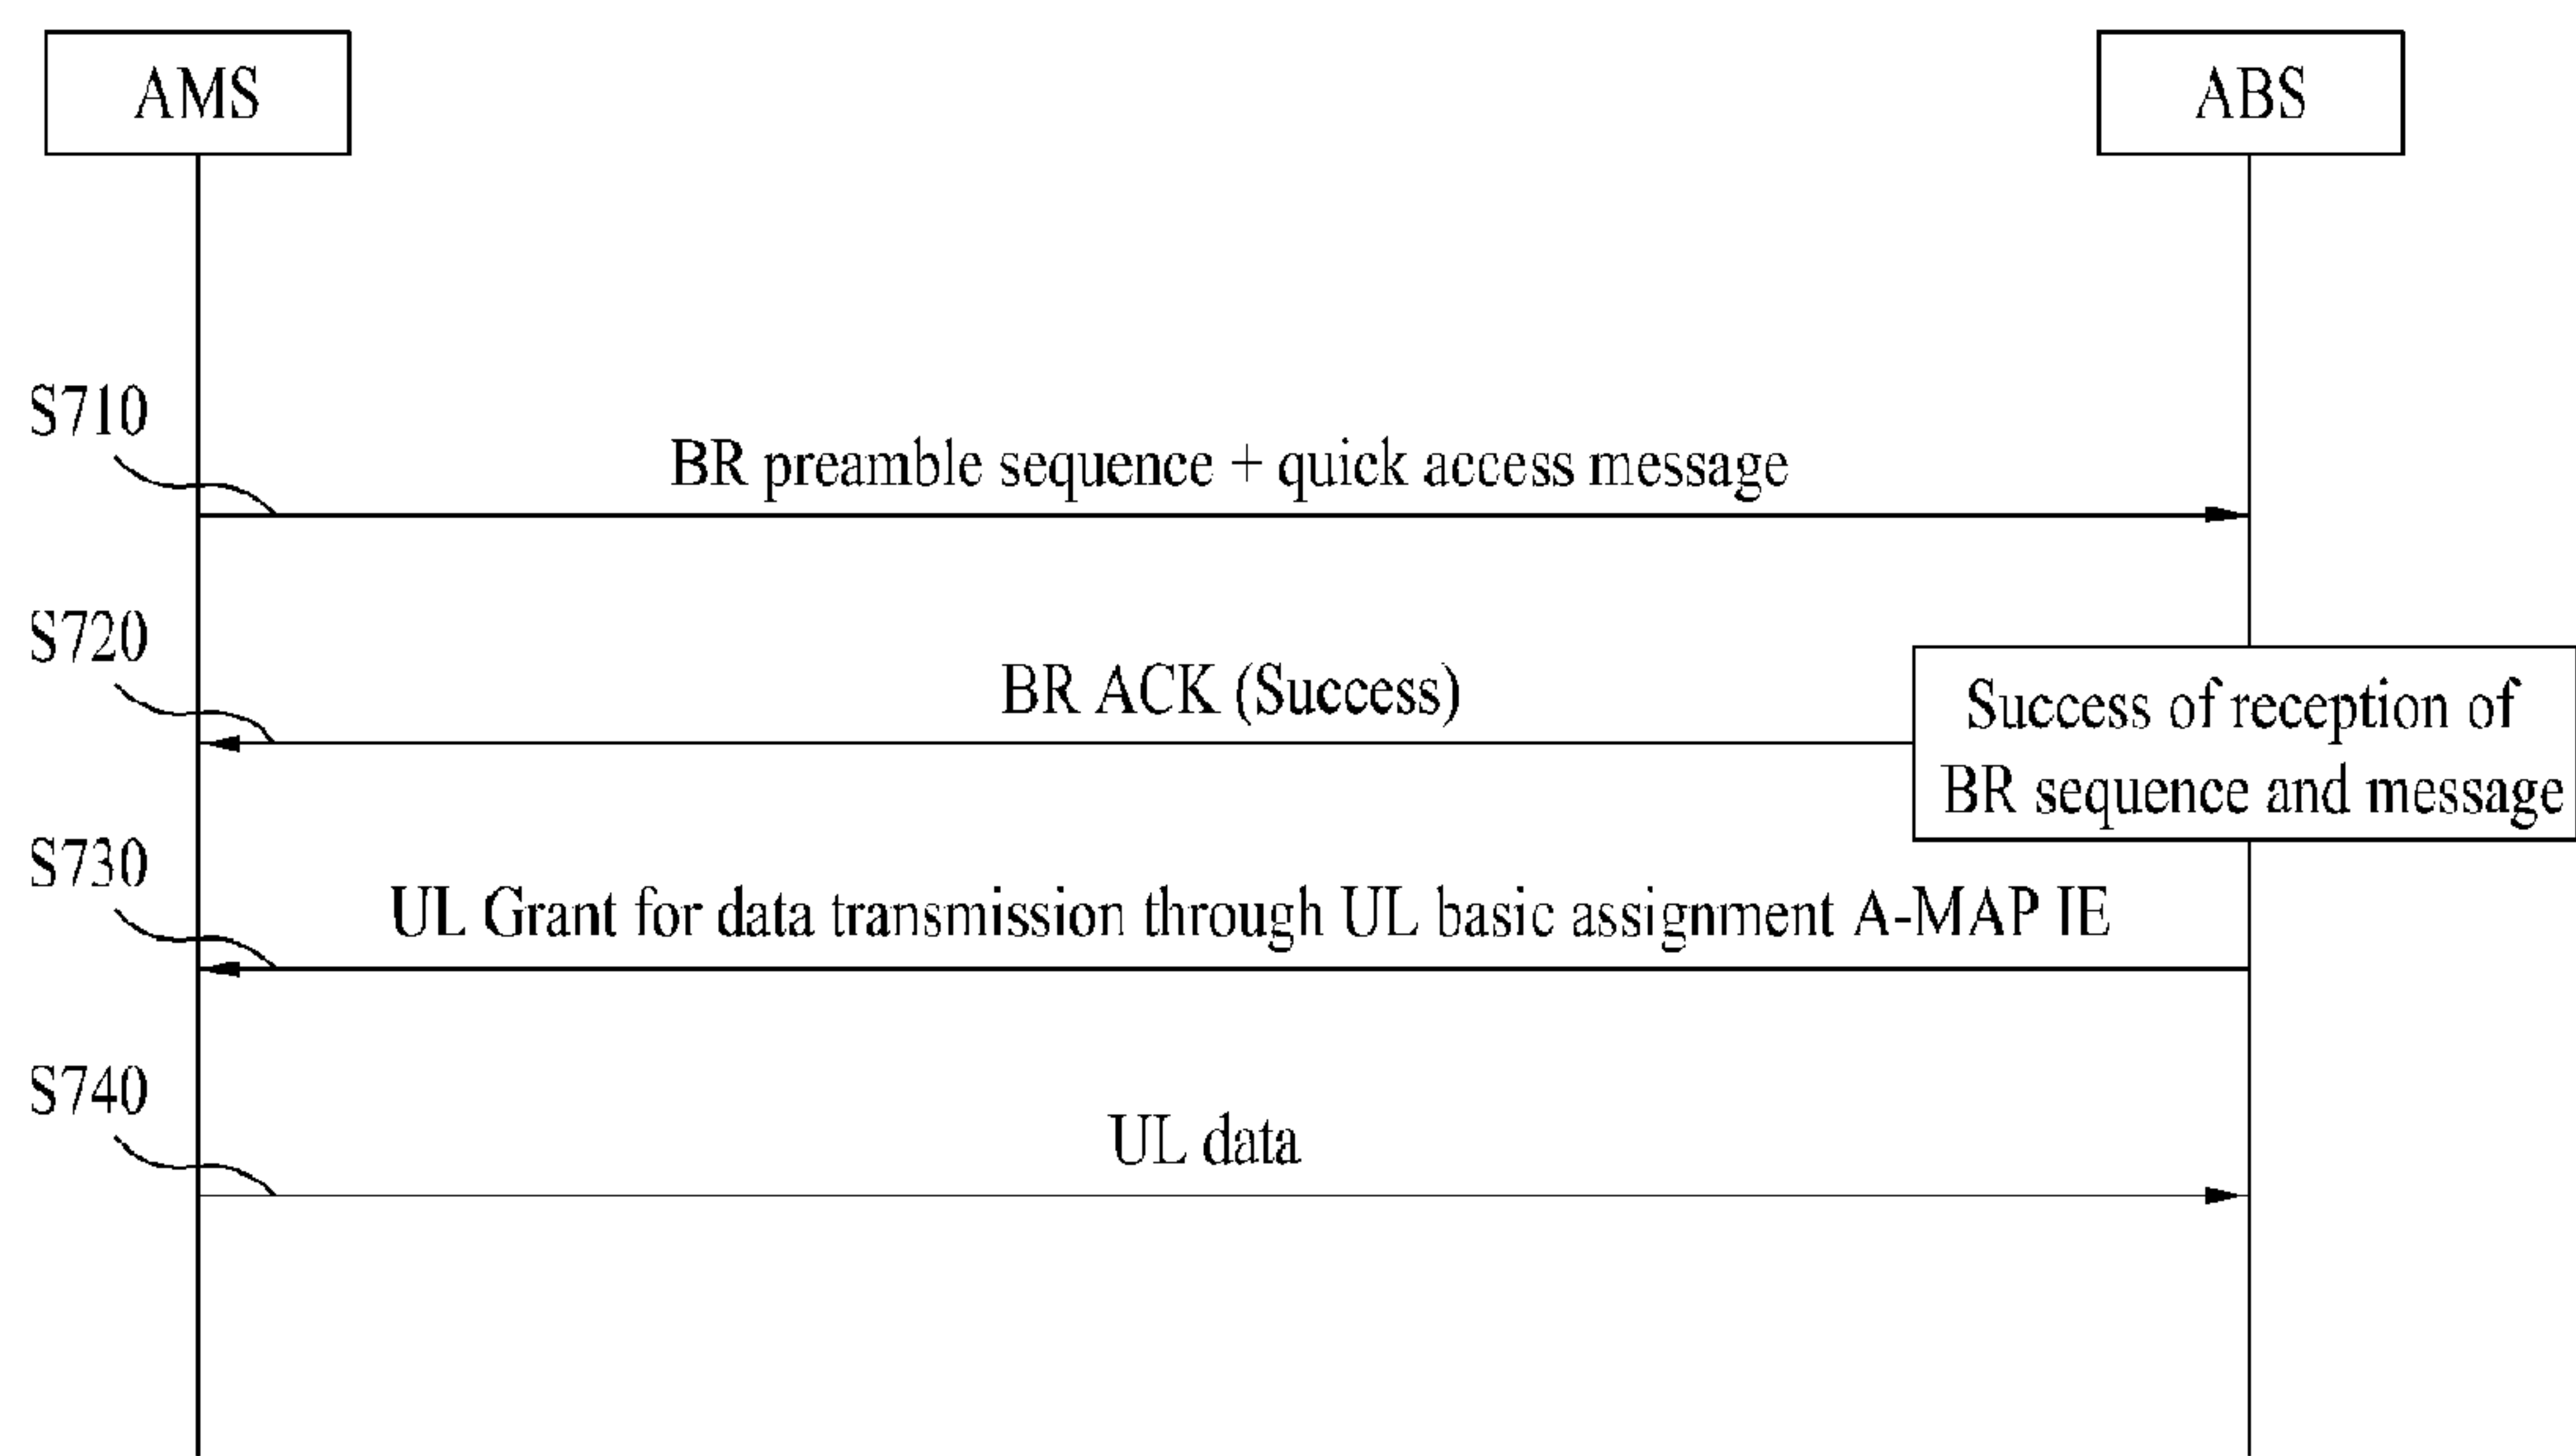 AMS
ABS
S710
BR preamble sequence + quick access message
S720
BR ACK (Success)
Success of reception of
BR sequence and message
S730
UL Grant for data transmission through UL basic assignment A-MAP IE
S740
UL data